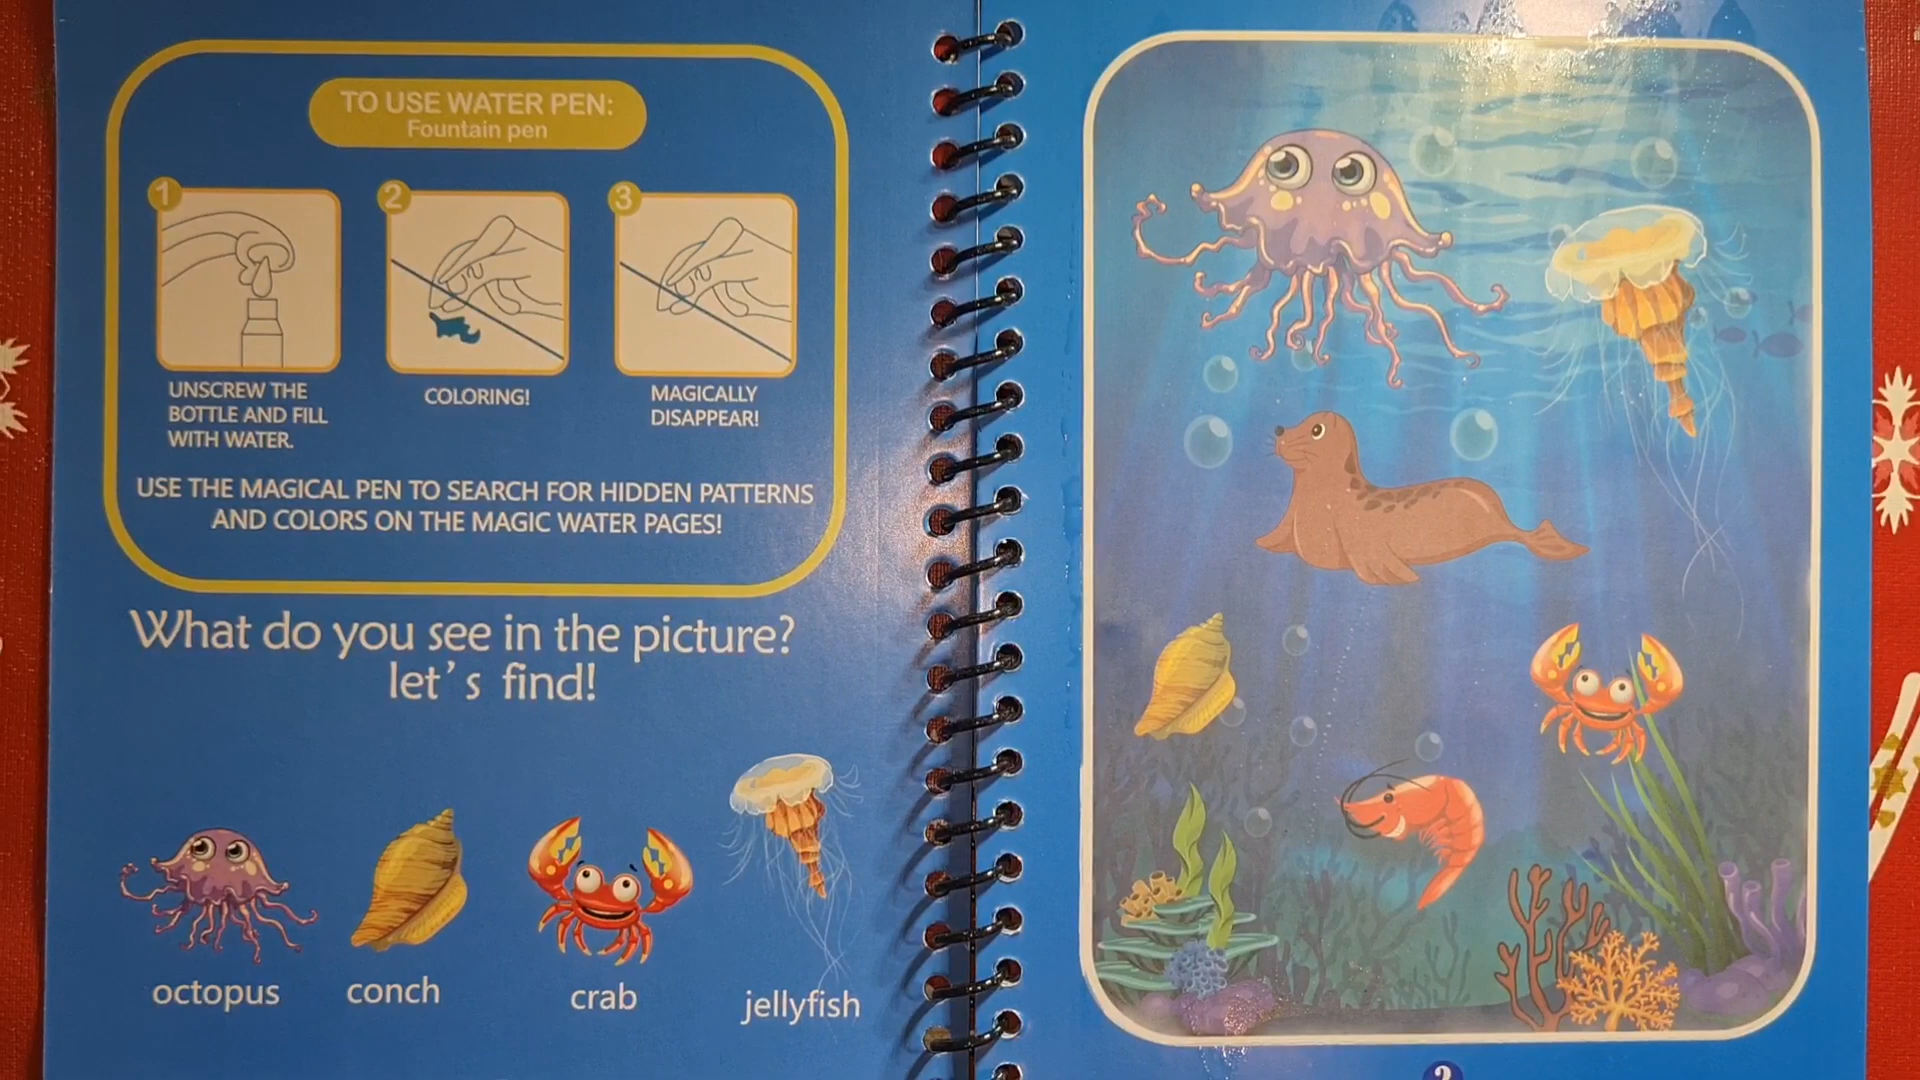 TO USE WATER PEN:
Fountain pen
1
2
3
UNSCREW THE
BOTTLE AND FILL
WITH WATER.
COLORING!
MAGICALLY
DISAPPEAR!
USE THE MAGICAL PEN TO SEARCH FOR HIDDEN PATTERNS
AND COLORS ON THE MAGIC WATER PAGES!
What do you see in the picture?
let's find!
octopus
conch
crab
jellyfish